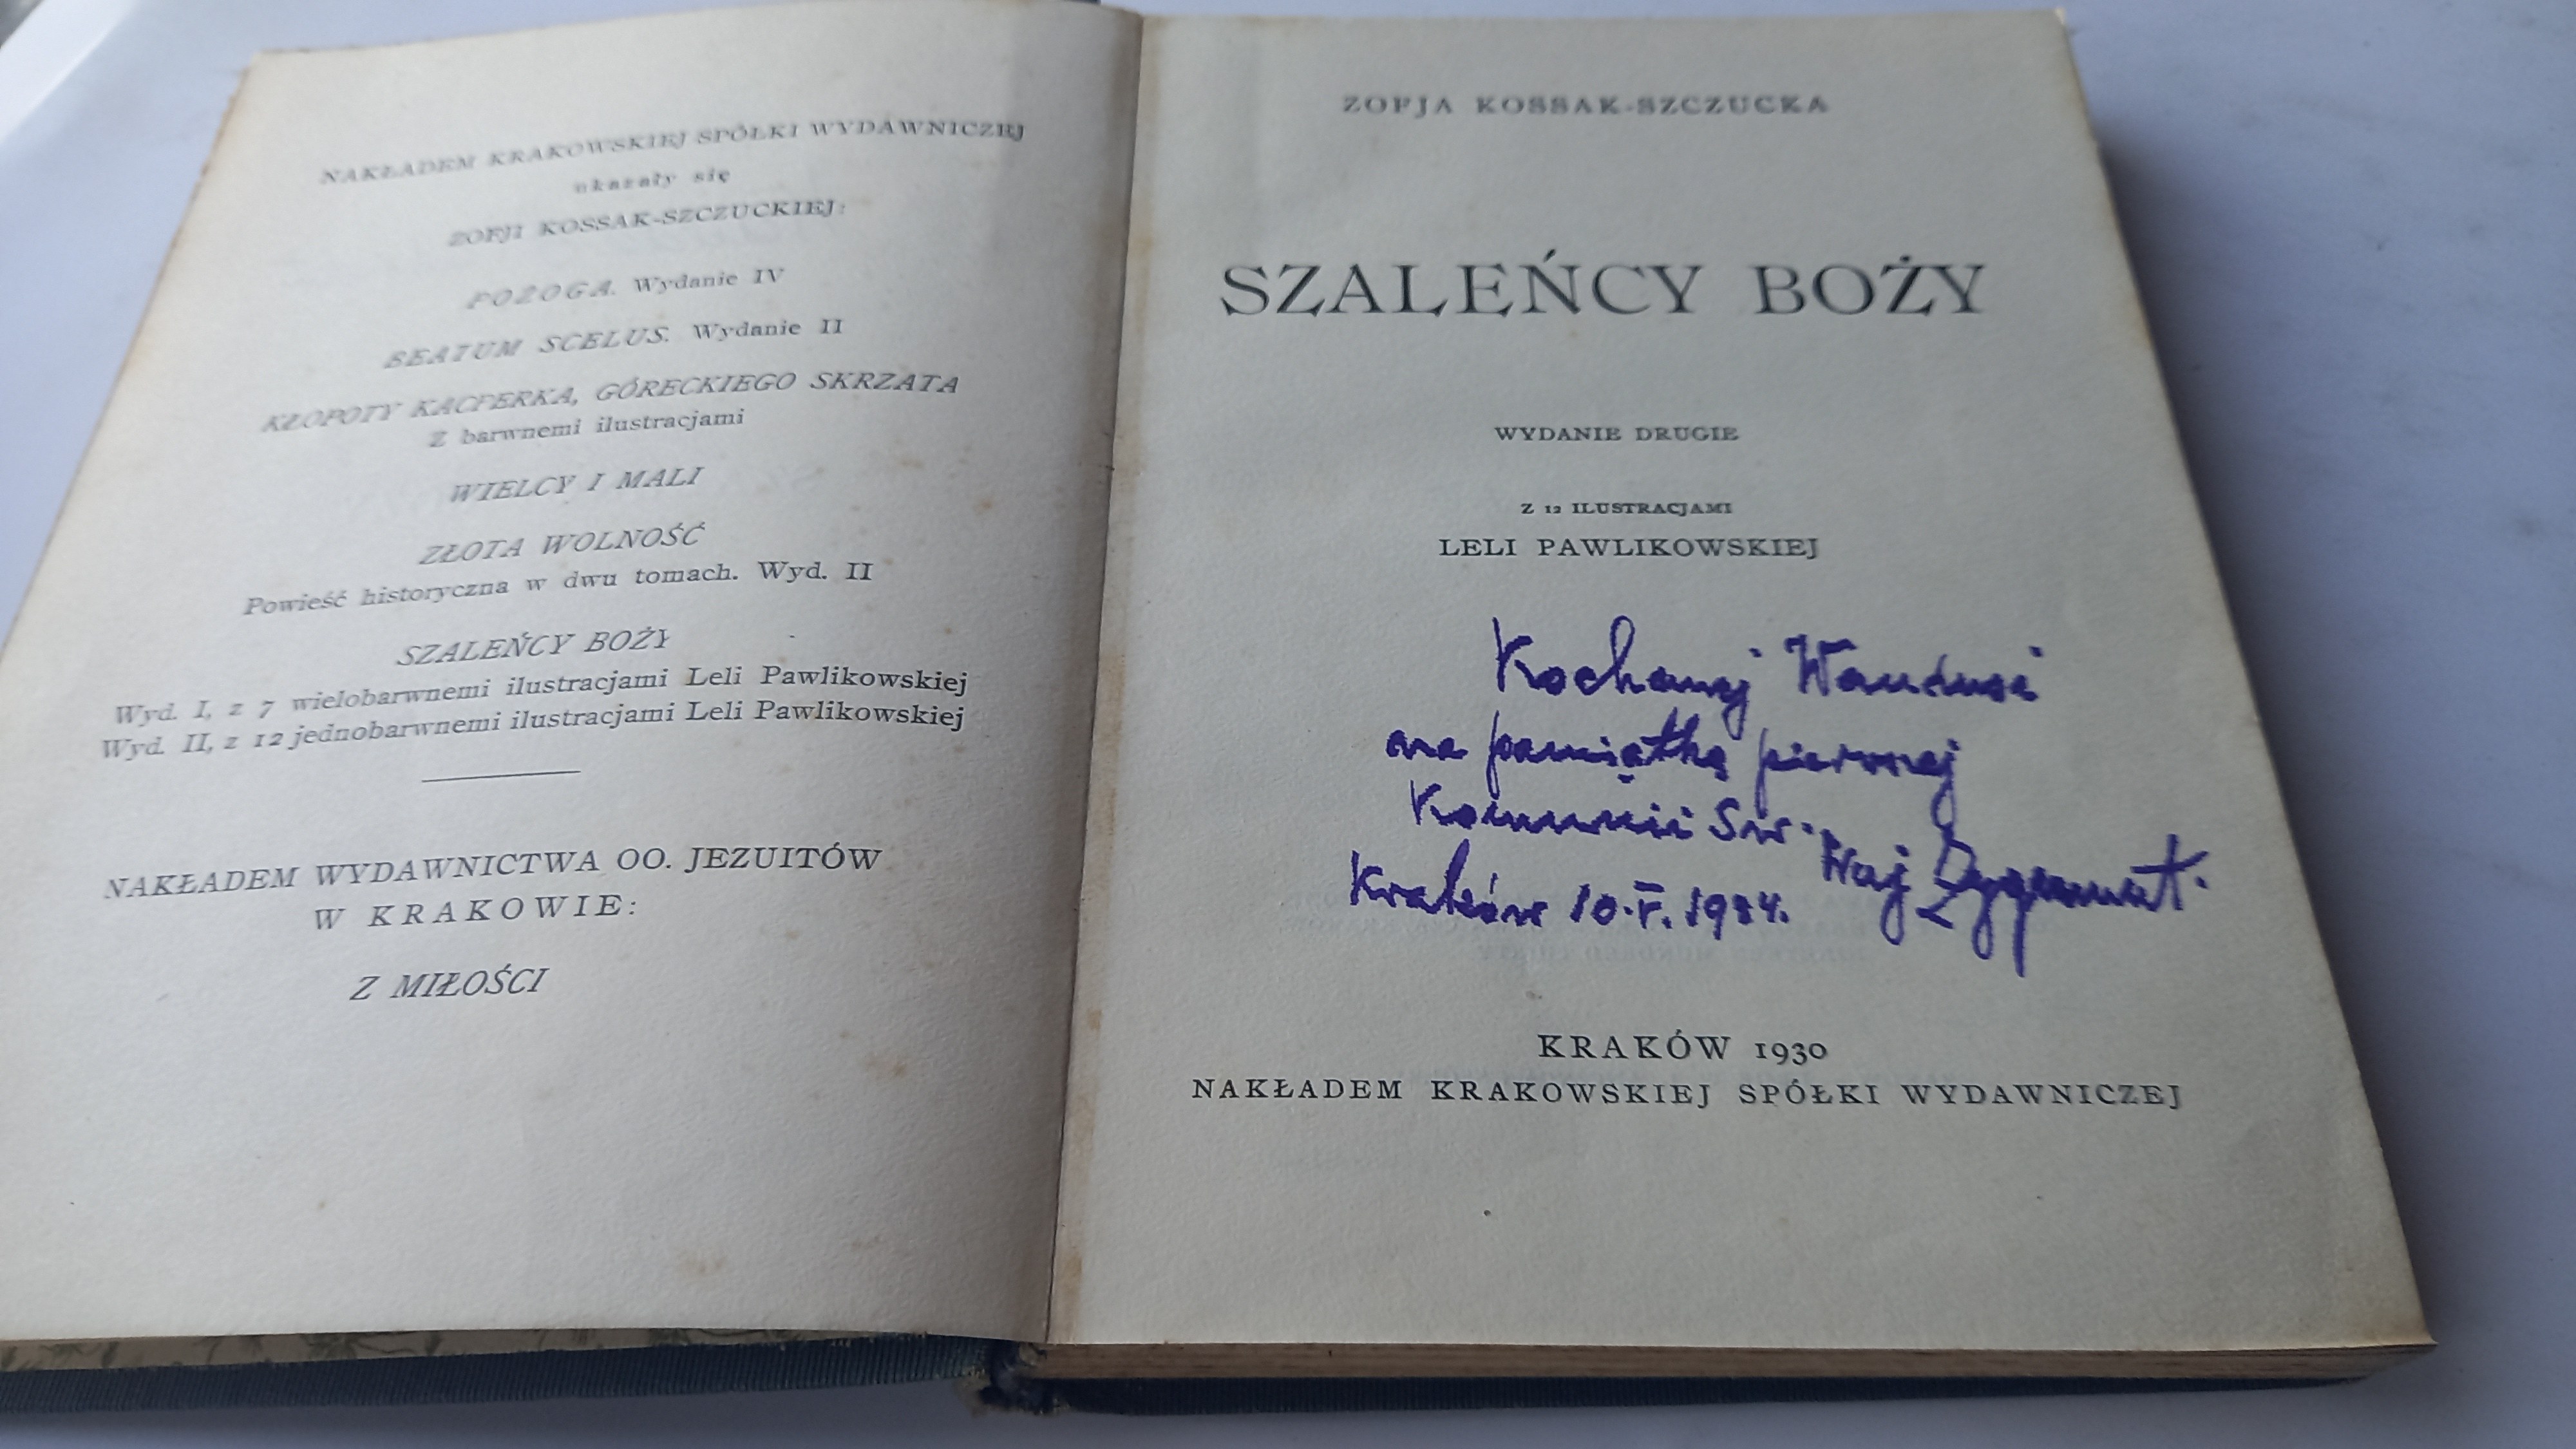 NAKŁADEM KRAKOWSKIEJ SPÓŁKI WYDAWNICZEJ
ukazały się
ZOFJI KOSSAK-SZCZUCKIEJ:
POŻOGA. Wydanie IV
BEATUM SCELUS. Wydanie II
KŁOPOTY KACPERKA, GÓRECKIEGO SKRZATA
Z barwnemi ilustracjami
WIELCY I MALI
ZŁOTA WOLNOŚĆ
Powieść historyczna w dwu tomach. Wyd. II
SZALEŃCY BOŻY
Wyd. I, z 7 wielobarwnemi ilustracjami Leli Pawlikowskiej
Wyd. II, z 12 jednobarwnemi ilustracjami Leli Pawlikowskiej
NAKŁADEM WYDAWNICTWA OO. JEZUITÓW
W KRAKOWIE:
Z MIŁOŚCI
ZOFJA KOSSAK-SZCZUCKA
SZALEŃCY BOŻY
WYDANIE DRUGIE
Z 12 ILUSTRACJAMI
LELI PAWLIKOWSKIEJ
Kochanej
na pamiątkę pierwszej
Komunii Św.
Zygmunt.
Kraków 10.V.
KRAKÓW 1930
NAKŁADEM KRAKOWSKIEJ SPÓŁKI WYDAWNICZEJ